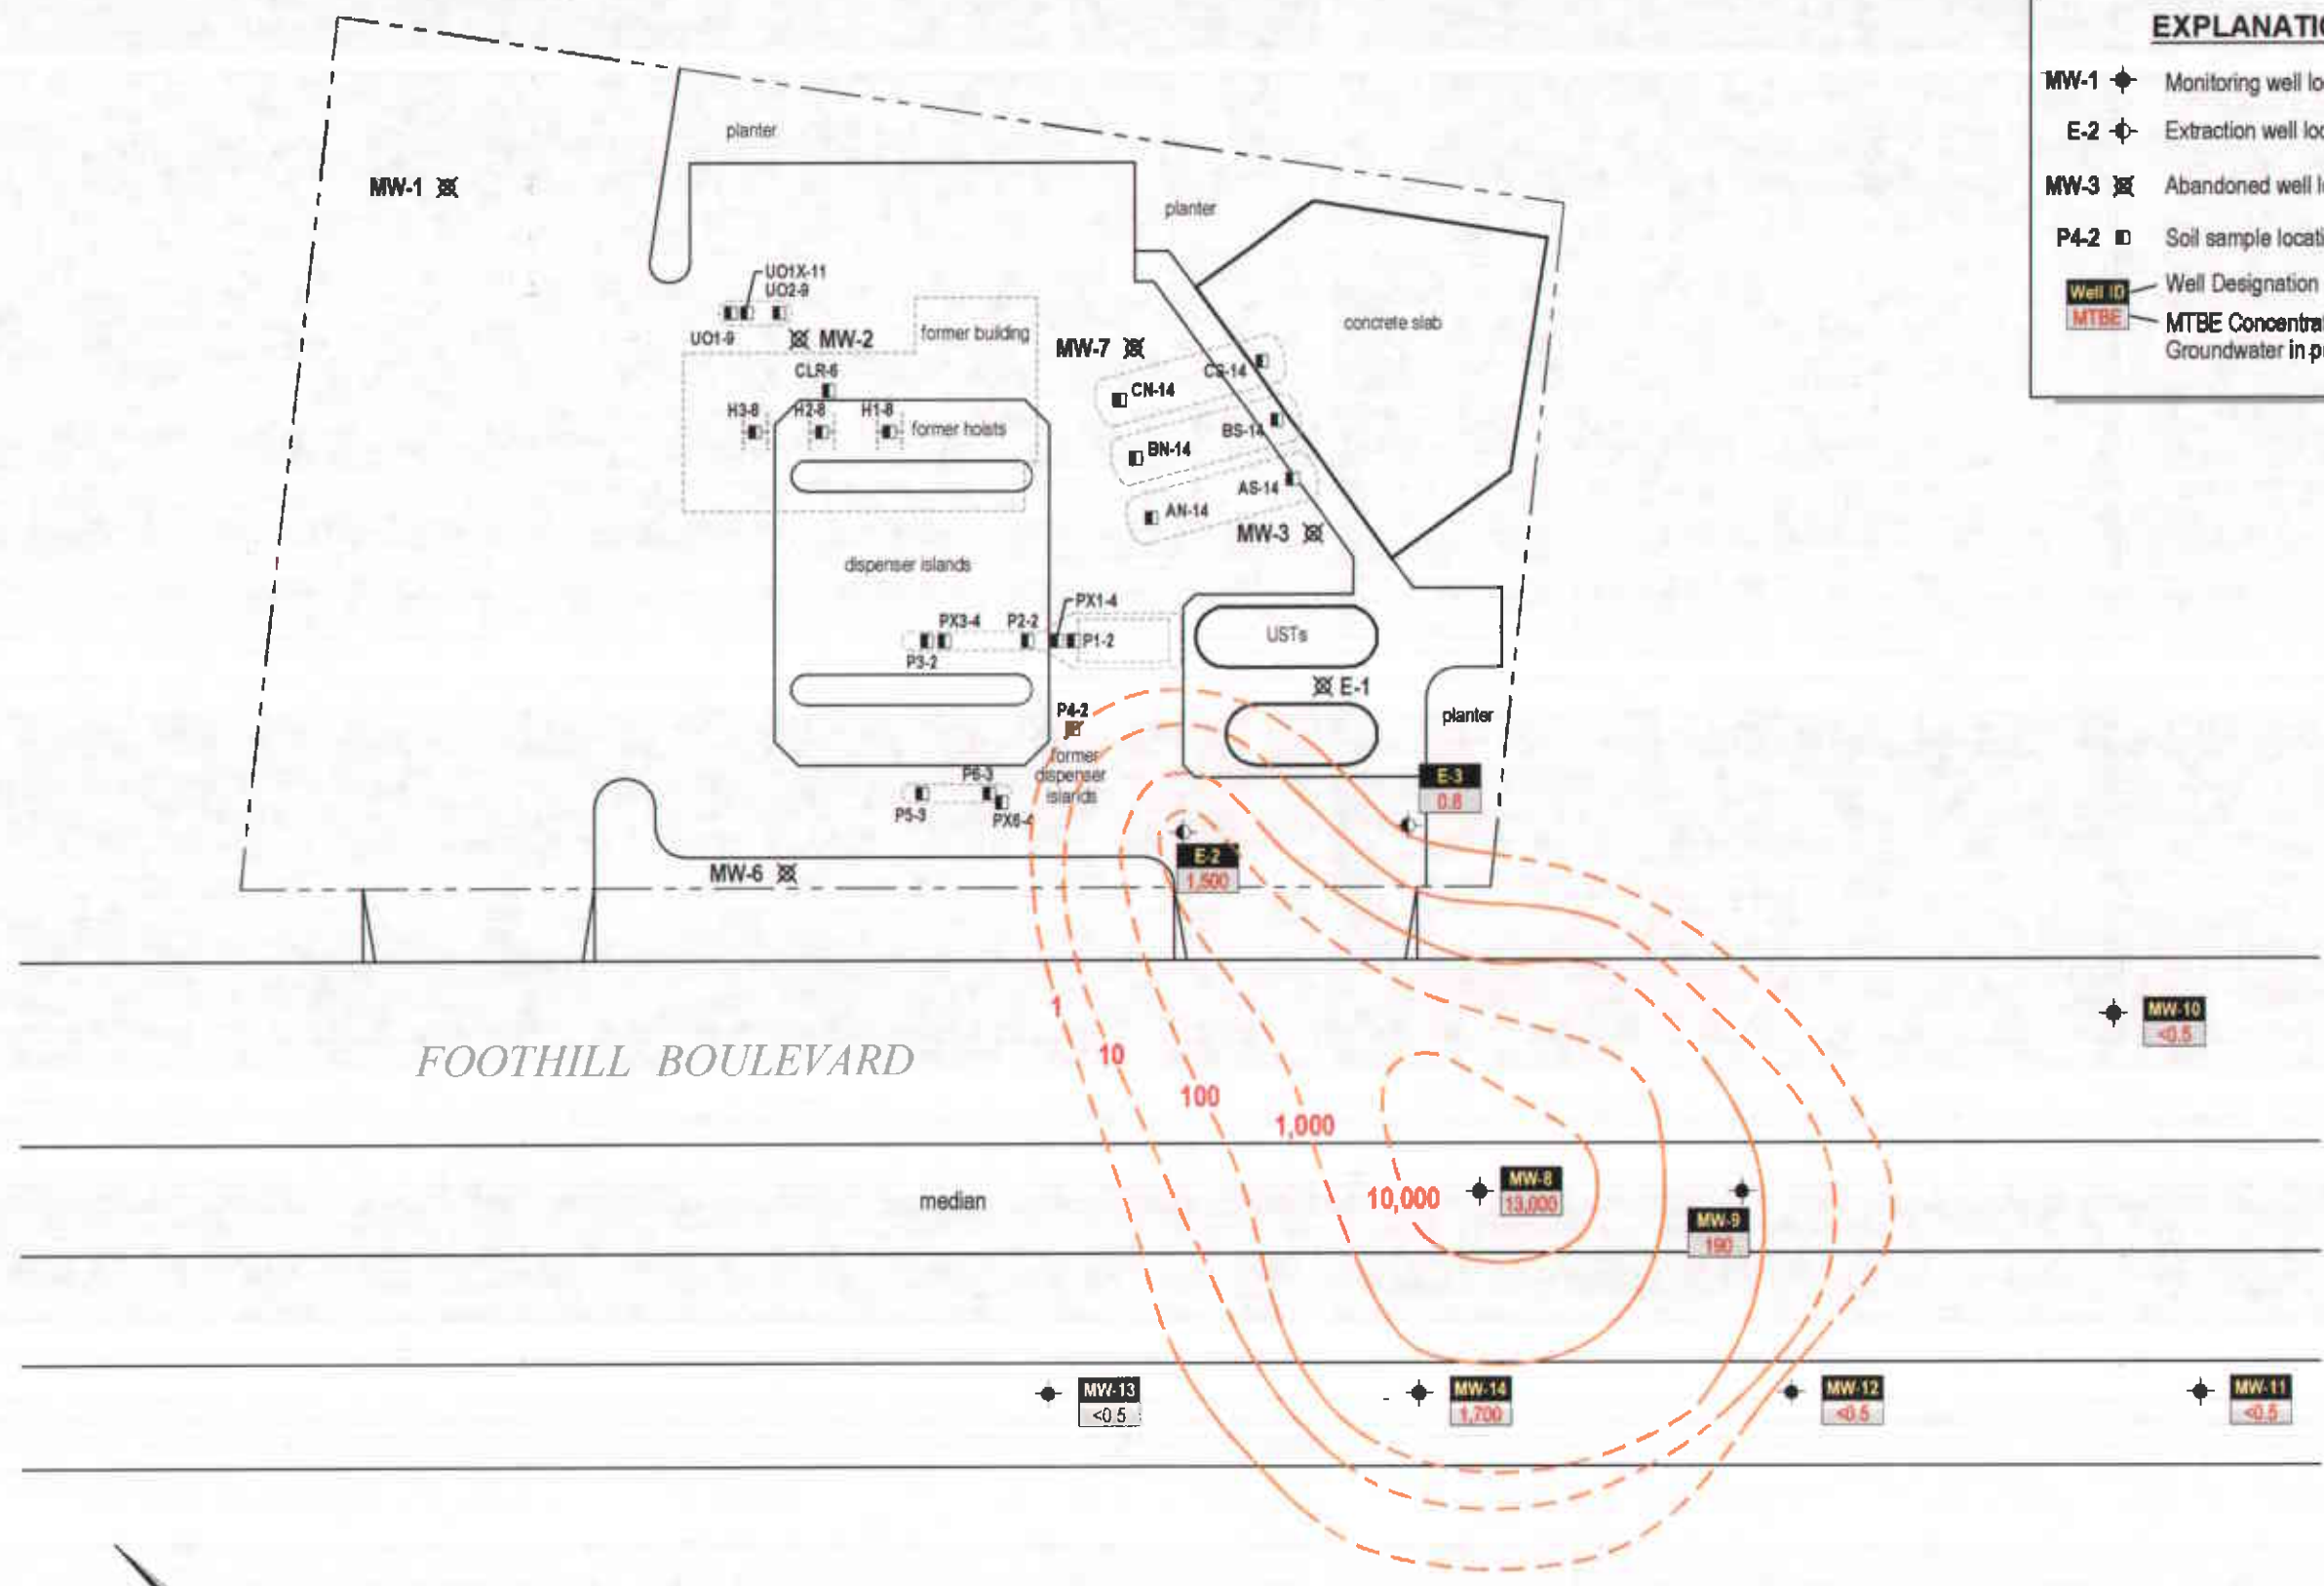 EXPLANATI
MW-1 Monitoring well lo
E-2 Extraction well loc
MW-3 Abandoned well l
P4-2 Soil sample locati
Well ID Well Designation
MTBE MTBE Concentra
Groundwater in p
planter
MW-1
planter
UO1X-11
UO2-9
UO1-9
MW-2
former building
MW-7
concrete slab
CLR-6
CS-14
CN-14
H3-8 H2-8 H1-8
former hoists
BS-14
BN-14
AS-14
AN-14
MW-3
dispenser islands
PX1-4
PX3-4 P2-2
P1-2
USTs
P3-2
E-1
P4-2
planter
former
dispenser
islands
P6-3
E-3
0.8
P5-3
PX6-4
E-2
1,500
MW-6
1
MW-10
<0.5
FOOTHILL BOULEVARD
10
100
1,000
median
10,000
MW-8
13,000
MW-9
190
MW-13
<0.5
MW-14
1,700
MW-12
<0.5
MW-11
<0.5